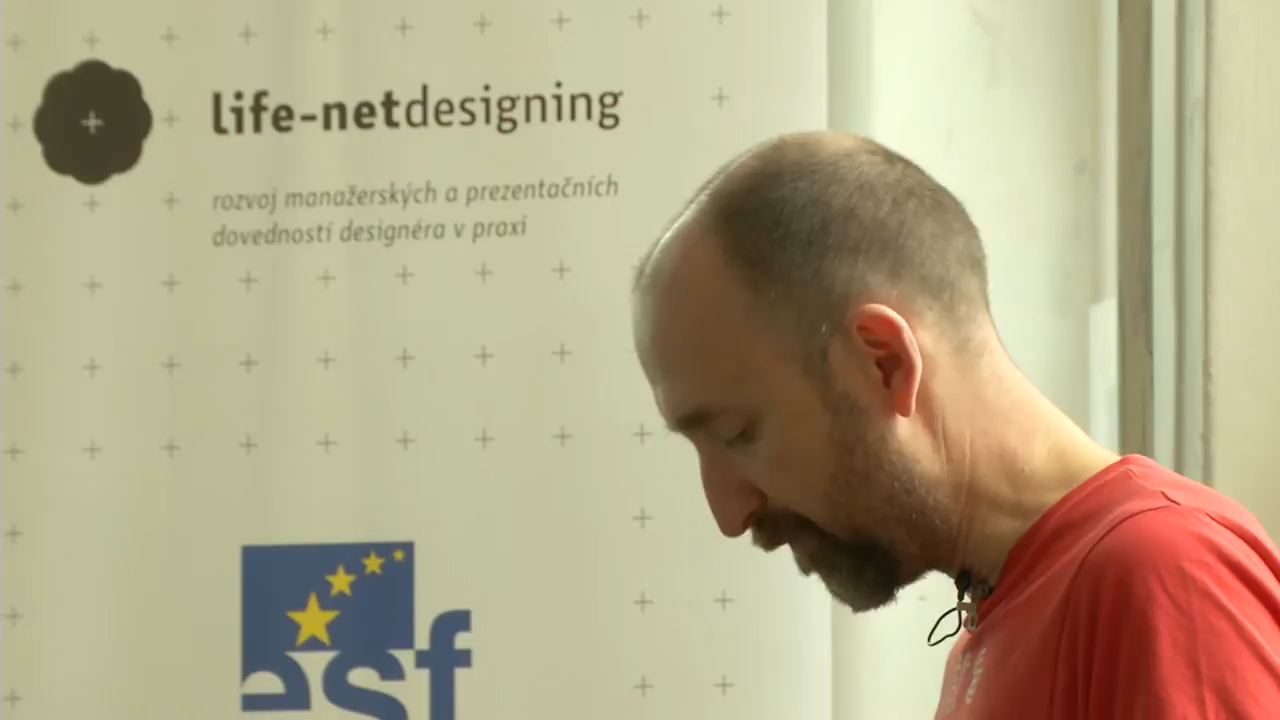 life-netdesigning
rozvoj manažerských a prezentačních
dovedností designéra v praxi
esf